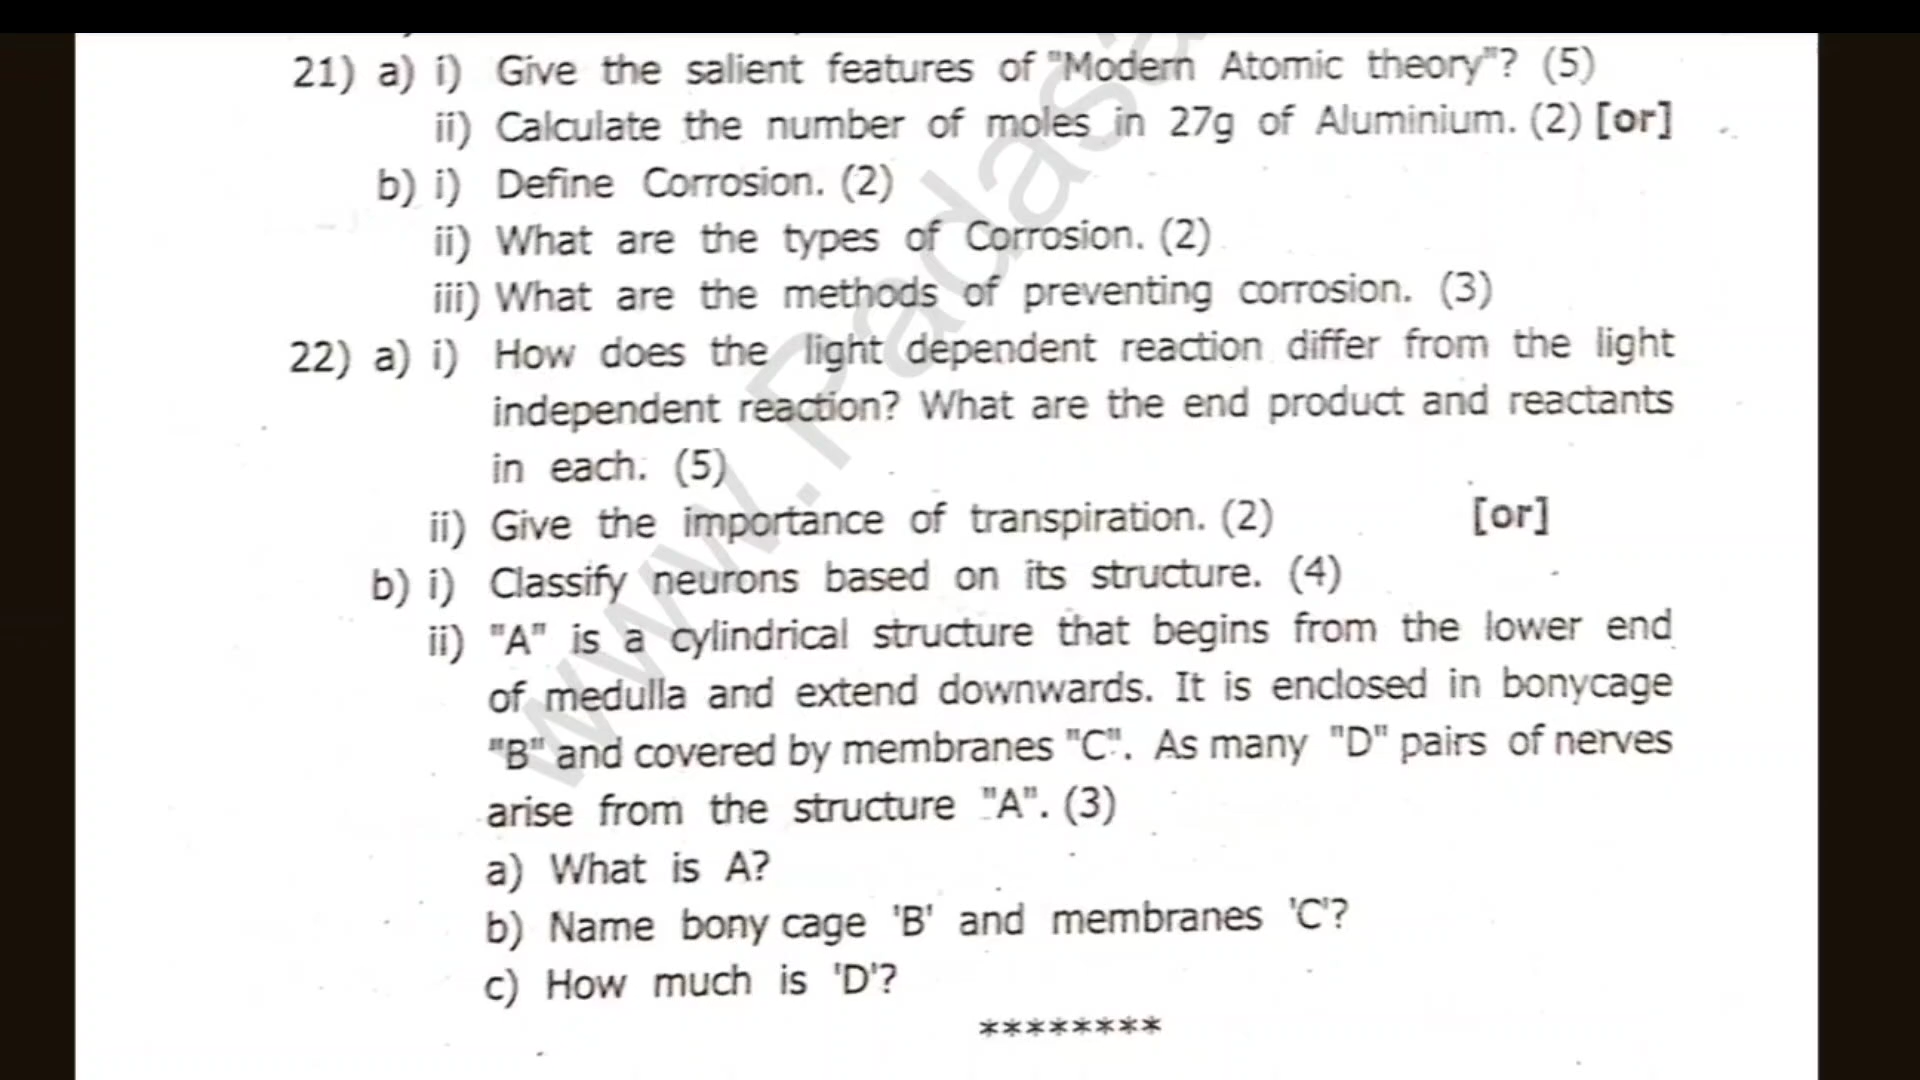 21) a) i) Give the salient features of "Modern Atomic theory"? (5)
ii) Calculate the number of moles in 27g of Aluminium. (2) [or]
b) i) Define Corrosion. (2)
ii) What are the types of Corrosion. (2)
iii) What are the methods of preventing corrosion. (3)
22) a) i) How does the light dependent reaction differ from the light
independent reaction? What are the end product and reactants
in each. (5)
ii) Give the importance of transpiration. (2) [or]
b) i) Classify neurons based on its structure. (4)
ii) "A" is a cylindrical structure that begins from the lower end
of medulla and extend downwards. It is enclosed in bonycage
"B" and covered by membranes "C". As many "D" pairs of nerves
arise from the structure "A". (3)
a) What is A?
b) Name bony cage 'B' and membranes 'C'?
c) How much is 'D'?
********
www.Padasa